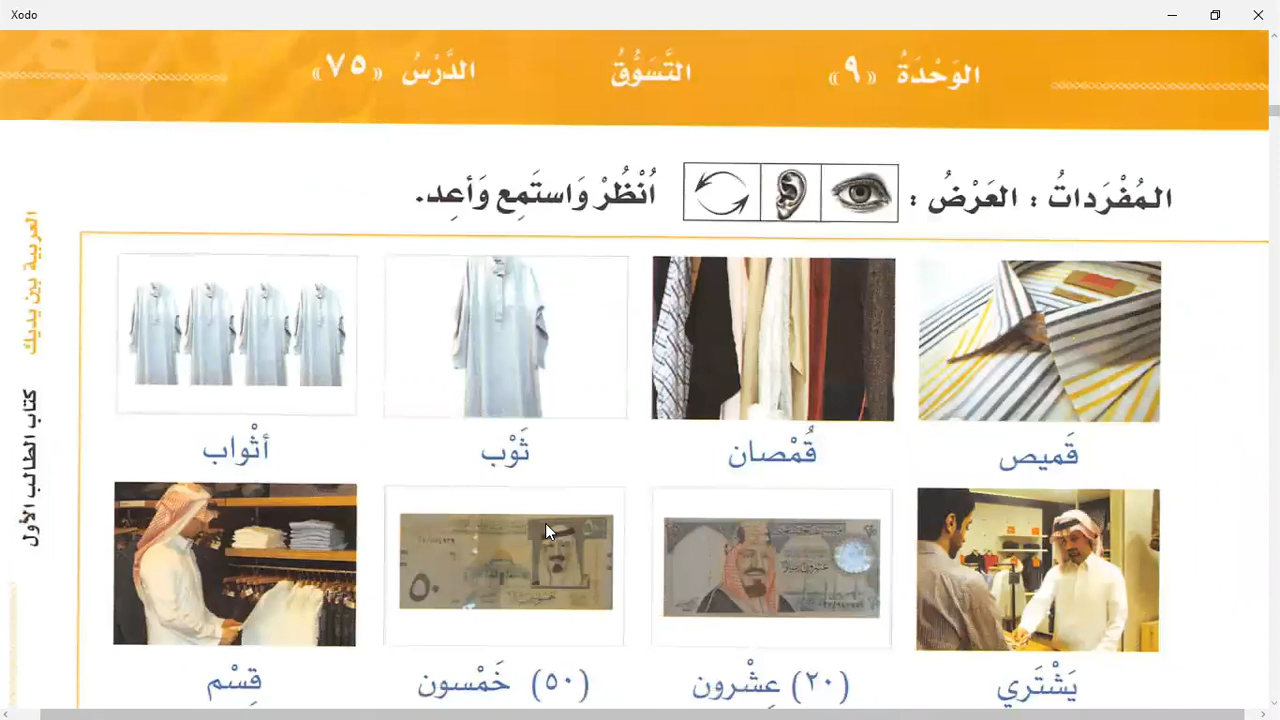 Xodo
الوَحْدَةُ «٩» التَّسَوُّقُ الدَّرْسُ «٧٥»
المُفْرَداتُ : العَرْضُ : اُنْظُرْ وَاستَمِع وَأعِد.
قَميص قُمْصان ثَوْب أثْواب
يَشْتَري (٢٠) عِشْرون (٥٠) خَمْسون قِسْم
العربية بين يديك
كتاب الطالب الأول